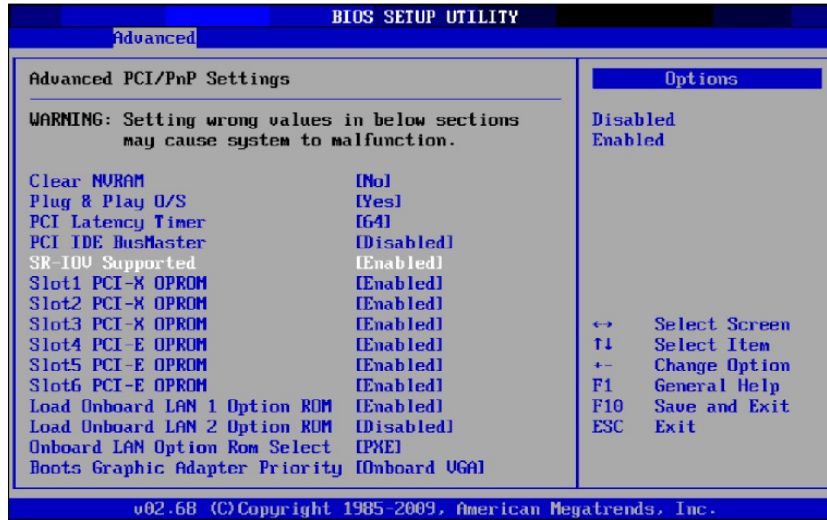 BIOS SETUP UTILITY
Advanced
Advanced PCI/PnP Settings
WARNING: Setting wrong values in below sections
may cause system to malfunction.
Clear NVRAM [No]
Plug & Play O/S [Yes]
PCI Latency Timer [64]
PCI IDE BusMaster [Disabled]
SR-IOV Supported [Enabled]
Slot1 PCI-X OPROM [Enabled]
Slot2 PCI-X OPROM [Enabled]
Slot3 PCI-X OPROM [Enabled]
Slot4 PCI-E OPROM [Enabled]
Slot5 PCI-E OPROM [Enabled]
Slot6 PCI-E OPROM [Enabled]
Load Onboard LAN 1 Option ROM [Enabled]
Load Onboard LAN 2 Option ROM [Disabled]
Onboard LAN Option Rom Select [PXE]
Boots Graphic Adapter Priority [Onboard VGA]
Options
Disabled
Enabled
↔ Select Screen
↑↓ Select Item
+- Change Option
F1 General Help
F10 Save and Exit
ESC Exit
v02.68 (C)Copyright 1985-2009, American Megatrends, Inc.